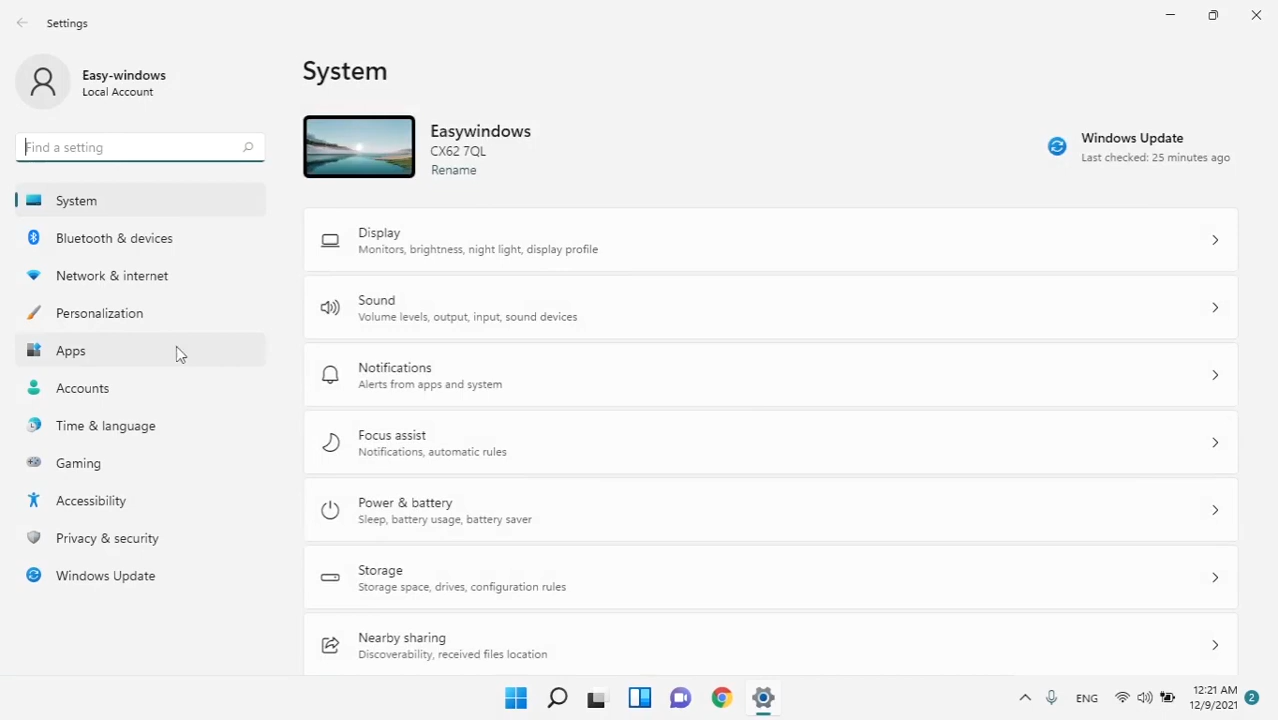 Settings
Easy-windows
Local Account
Find a setting
System
Bluetooth & devices
Network & internet
Personalization
Apps
Accounts
Time & language
Gaming
Accessibility
Privacy & security
Windows Update
System
Easywindows
CX62 7QL
Rename
Windows Update
Last checked: 25 minutes ago
Display
Monitors, brightness, night light, display profile
Sound
Volume levels, output, input, sound devices
Notifications
Alerts from apps and system
Focus assist
Notifications, automatic rules
Power & battery
Sleep, battery usage, battery saver
Storage
Storage space, drives, configuration rules
Nearby sharing
Discoverability, received files location
ENG
12:21 AM
12/9/2021
2